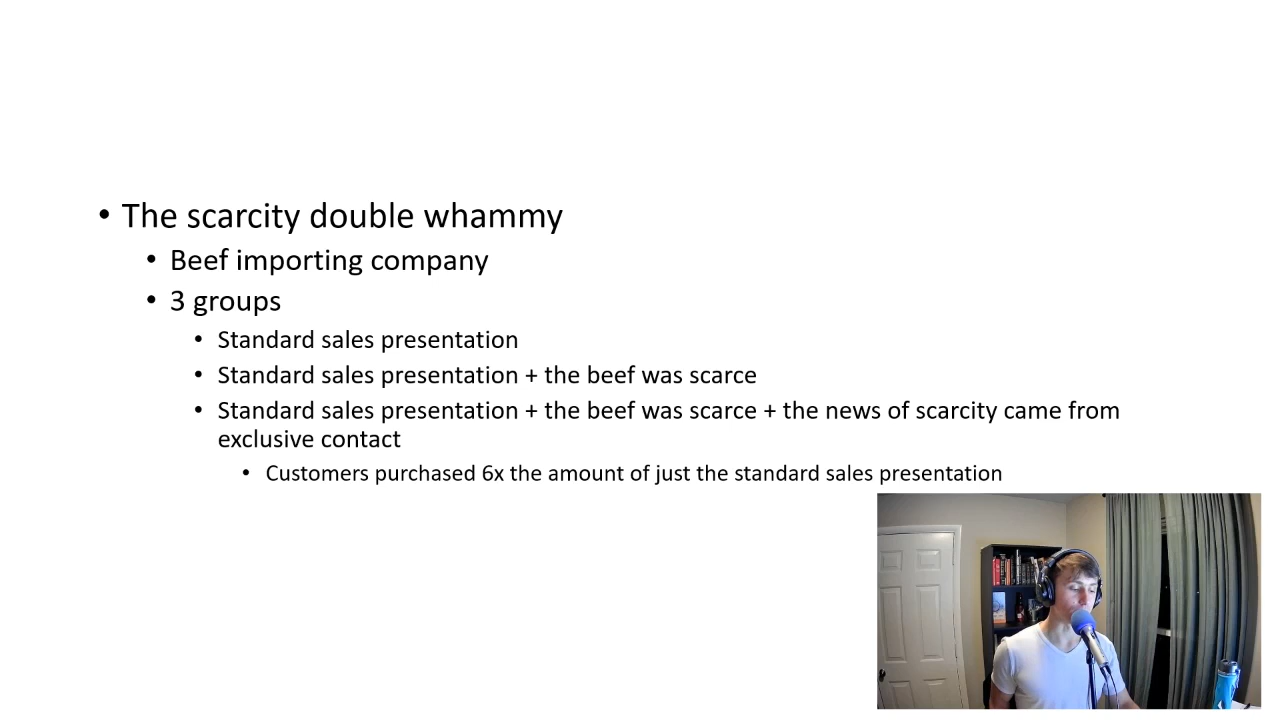 • The scarcity double whammy
• Beef importing company
• 3 groups
• Standard sales presentation
• Standard sales presentation + the beef was scarce
• Standard sales presentation + the beef was scarce + the news of scarcity came from
exclusive contact
• Customers purchased 6x the amount of just the standard sales presentation